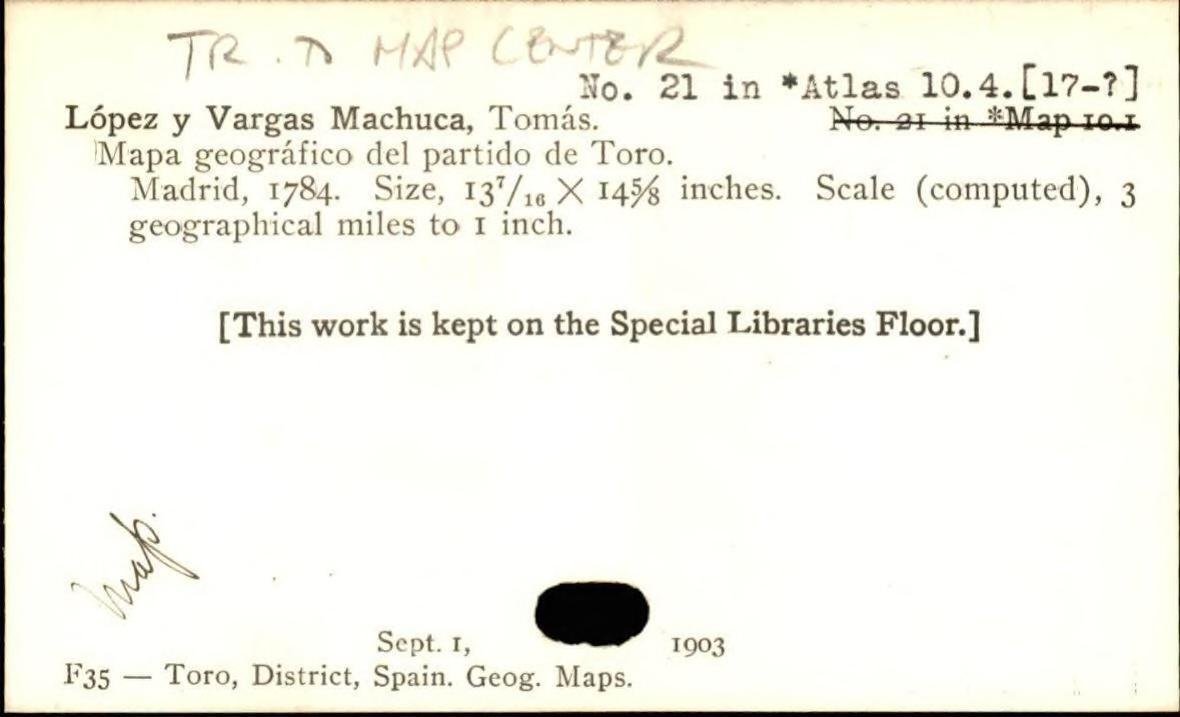 TR. TO MAP CENTER
No. 21 in *Atlas 10.4.[17-?]
López y Vargas Machuca, Tomás. No. 21 in *Map 10.1
Mapa geográfico del partido de Toro.
Madrid, 1784. Size, 13⁷/₁₆ X 14⅝ inches. Scale (computed), 3
geographical miles to 1 inch.
[This work is kept on the Special Libraries Floor.]
Map.
Sept. 1, 1903
F35 — Toro, District, Spain. Geog. Maps.